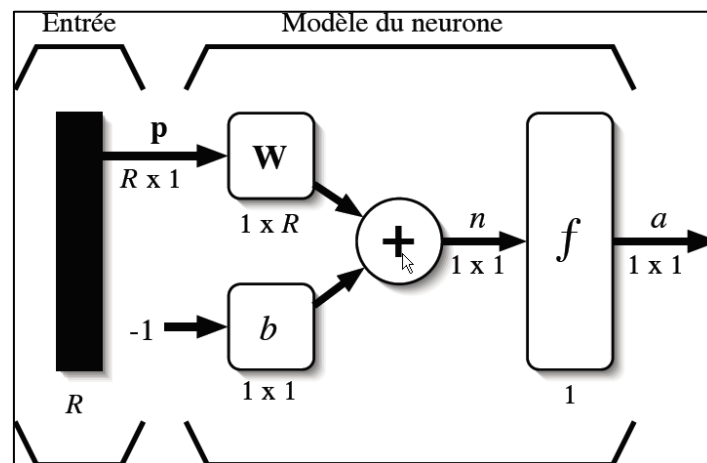 Entrée
Modèle du neurone
p
R x 1
W
1 x R
-1
b
1 x 1
+
n
1 x 1
f
a
1 x 1
R
1